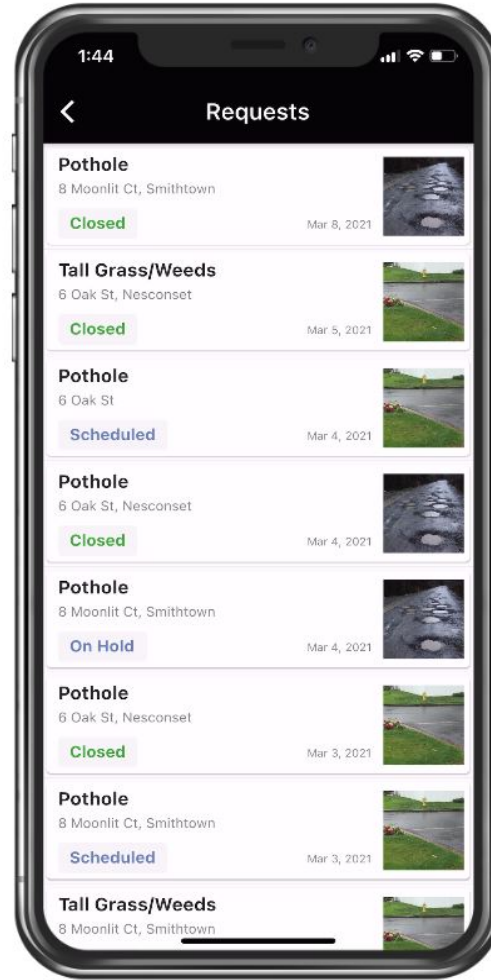 1:44
Requests
Pothole
8 Moonlit Ct, Smithtown
Closed
Mar 8, 2021
Tall Grass/Weeds
6 Oak St, Nesconset
Closed
Mar 5, 2021
Pothole
6 Oak St
Scheduled
Mar 4, 2021
Pothole
6 Oak St, Nesconset
Closed
Mar 4, 2021
Pothole
8 Moonlit Ct, Smithtown
On Hold
Mar 4, 2021
Pothole
6 Oak St, Nesconset
Closed
Mar 3, 2021
Pothole
8 Moonlit Ct, Smithtown
Scheduled
Mar 3, 2021
Tall Grass/Weeds
8 Moonlit Ct, Smithtown